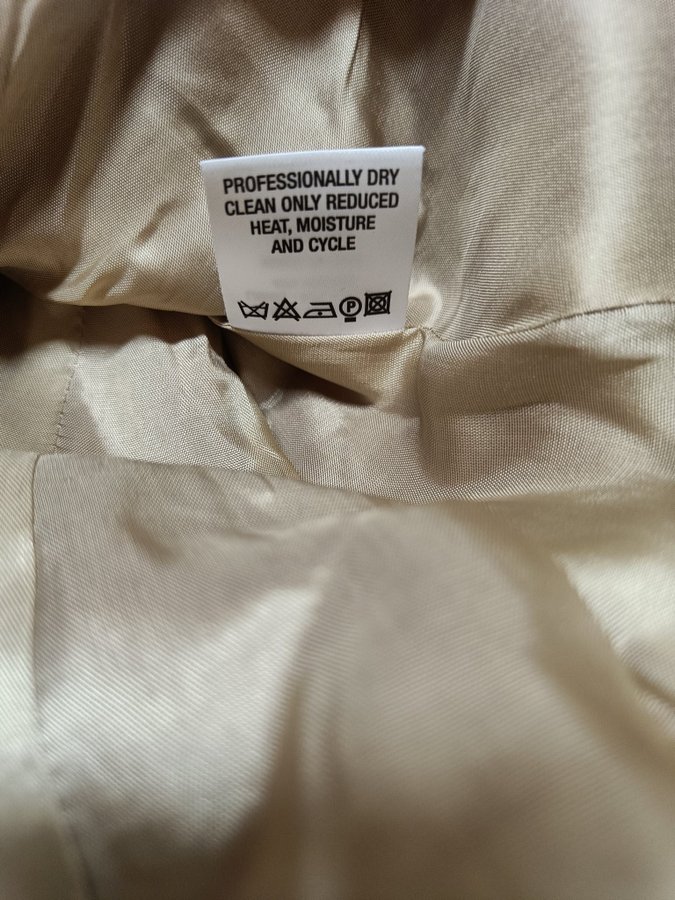 PROFESSIONALLY DRY
CLEAN ONLY REDUCED
HEAT, MOISTURE
AND CYCLE
P